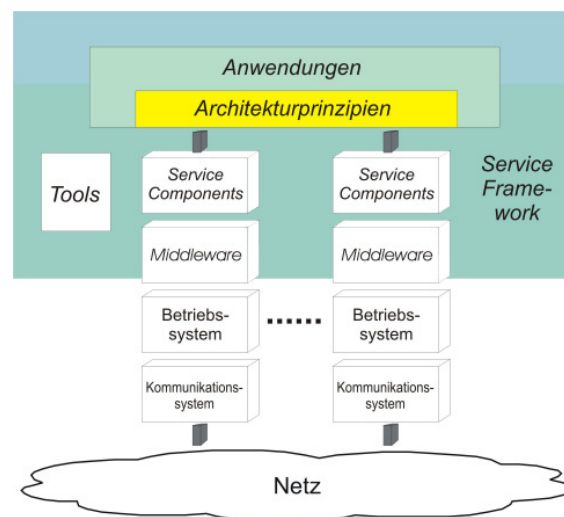 Anwendungen
Architekturprinzipien
Tools
Service
Components
Service
Components
Service
Frame-
work
Middleware
Middleware
Betriebs-
system
Betriebs-
system
Kommunikations-
system
Kommunikations-
system
Netz